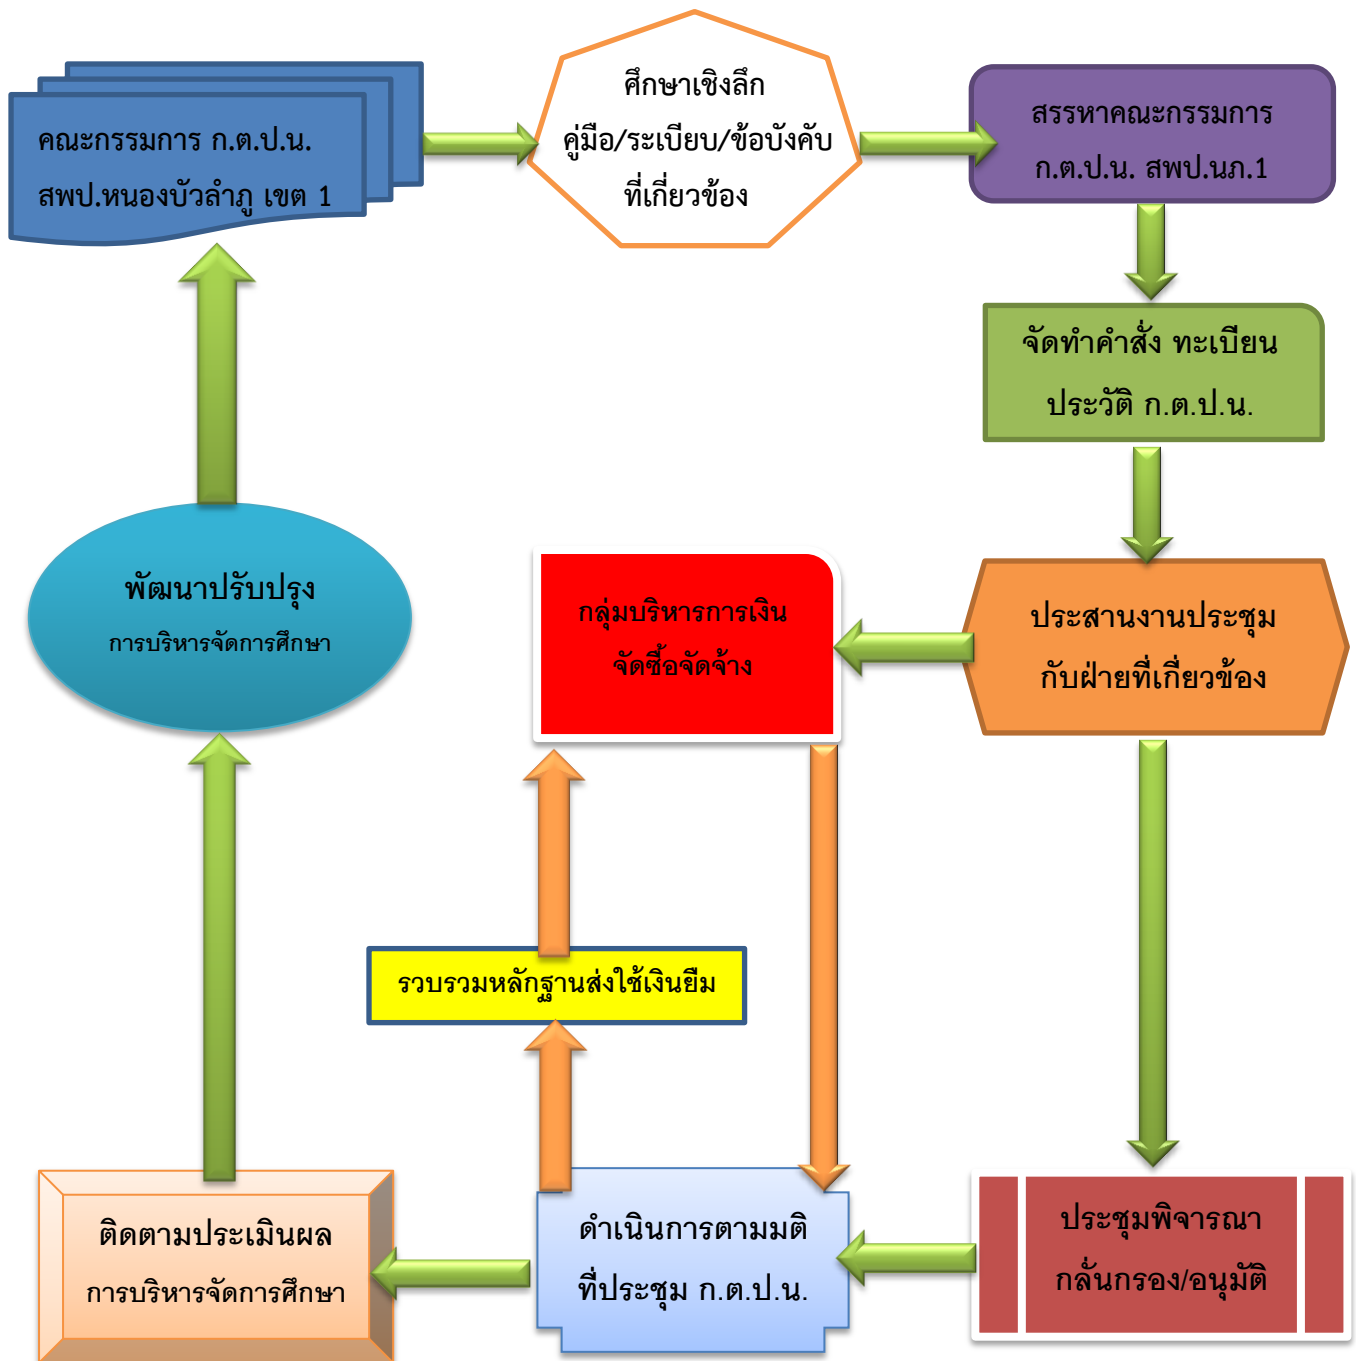 คณะกรรมการ ก.ต.ป.น.
สพป.หนองบัวลำภู เขต 1
ศึกษาเชิงลึก
คู่มือ/ระเบียบ/ข้อบังคับ
ที่เกี่ยวข้อง
สรรหาคณะกรรมการ
ก.ต.ป.น. สพป.นภ.1
จัดทำคำสั่ง ทะเบียน
ประวัติ ก.ต.ป.น.
ประสานงานประชุม
กับฝ่ายที่เกี่ยวข้อง
กลุ่มบริหารการเงิน
จัดซื้อจัดจ้าง
พัฒนาปรับปรุง
การบริหารจัดการศึกษา
รวบรวมหลักฐานส่งใช้เงินยืม
ประชุมพิจารณา
กลั่นกรอง/อนุมัติ
ดำเนินการตามมติ
ที่ประชุม ก.ต.ป.น.
ติดตามประเมินผล
การบริหารจัดการศึกษา